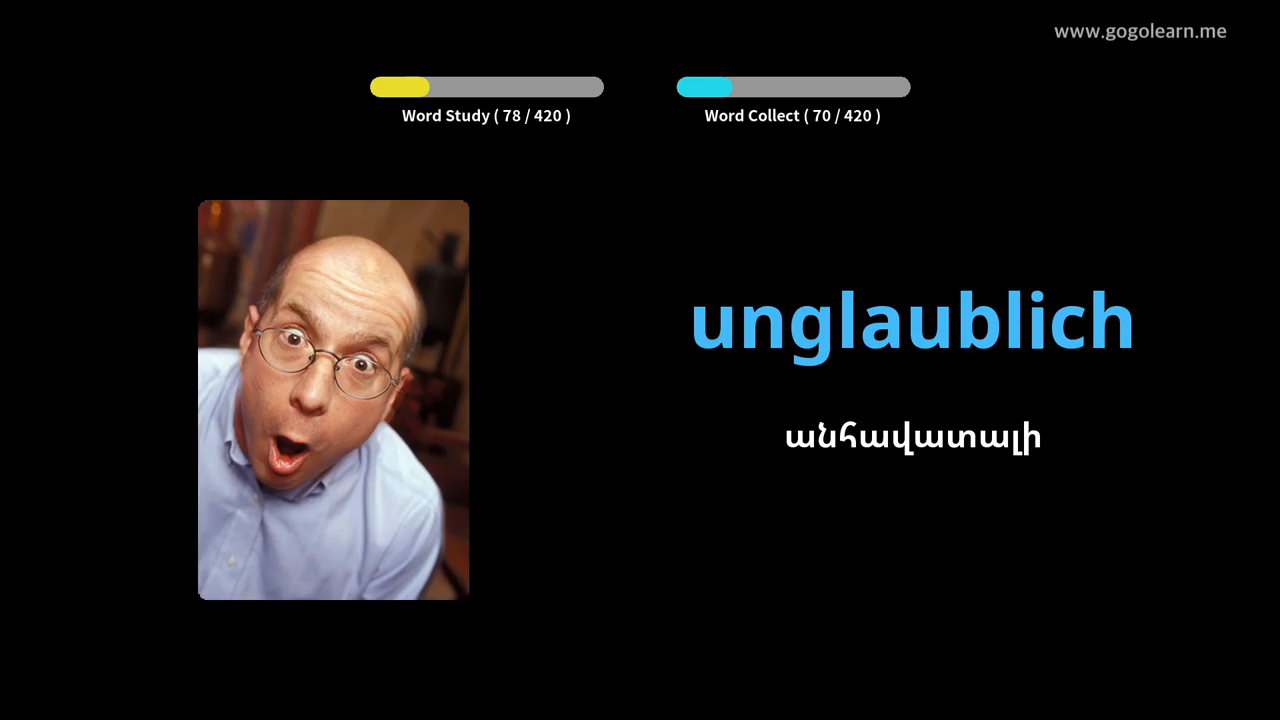 www.gogolearn.me
Word Study ( 78 / 420 )
Word Collect ( 70 / 420 )
unglaublich
անհավատալի